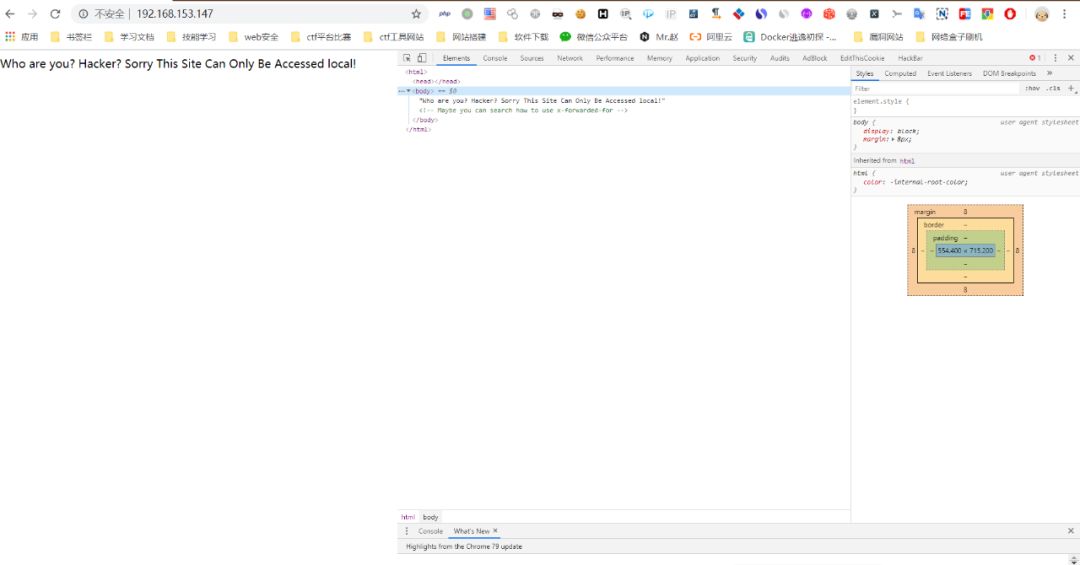 不安全 | 192.168.153.147
应用 书签栏 学习文档 技能学习 web安全 ctf平台比赛 ctf工具网站 网站搭建 软件下载 微信公众平台 Mr.赵 阿里云 Docker逃逸初探 -... 魔洞网站 网络盒子刷机
Who are you? Hacker? Sorry This Site Can Only Be Accessed local!
Elements Console Sources Network Performance Memory Application Security Audits AdBlock EditThisCookie HackBar 1
<html>
<head></head>
<body> == $0
"Who are you? Hacker? Sorry This Site Can Only Be Accessed local!"
<!-- Maybe you can search how to use x-forwarded-for -->
</body>
</html>
Styles Computed Event Listeners DOM Breakpoints »
Filter :hov .cls +
element.style {
}
body { user agent stylesheet
display: block;
margin: 8px;
}
Inherited from html
html { user agent stylesheet
color: -internal-root-color;
}
margin 8
border -
padding -
8 - - 554.400 × 715.200 - - 8
-
-
8
html body
Console What's New ×
Highlights from the Chrome 79 update